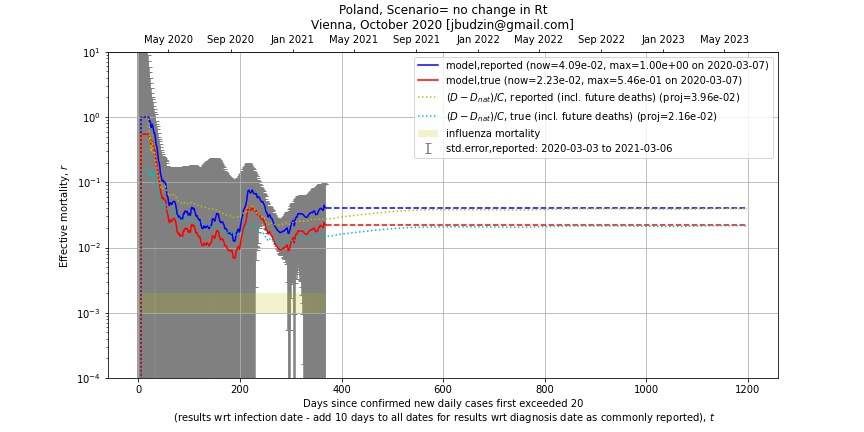 Poland, Scenario= no change in Rt
Vienna, October 2020 [jbudzin@gmail.com]
May 2020 Sep 2020 Jan 2021 May 2021 Sep 2021 Jan 2022 May 2022 Sep 2022 Jan 2023 May 2023
model,reported (now=4.09e-02, max=1.00e+00 on 2020-03-07)
model,true (now=2.23e-02, max=5.46e-01 on 2020-03-07)
(D − Dnat)/C, reported (incl. future deaths) (proj=3.96e-02)
(D − Dnat)/C, true (incl. future deaths) (proj=2.16e-02)
influenza mortality
std.error,reported: 2020-03-03 to 2021-03-06
Effective mortality, r
10¹
10⁰
10⁻¹
10⁻²
10⁻³
10⁻⁴
0 200 400 600 800 1000 1200
Days since confirmed new daily cases first exceeded 20
(results wrt infection date - add 10 days to all dates for results wrt diagnosis date as commonly reported), t